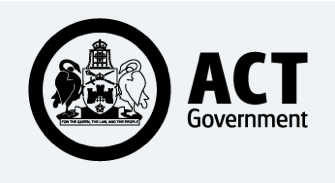 FOR THE QUEEN, THE LAW, AND THE PEOPLE
ACT
Government